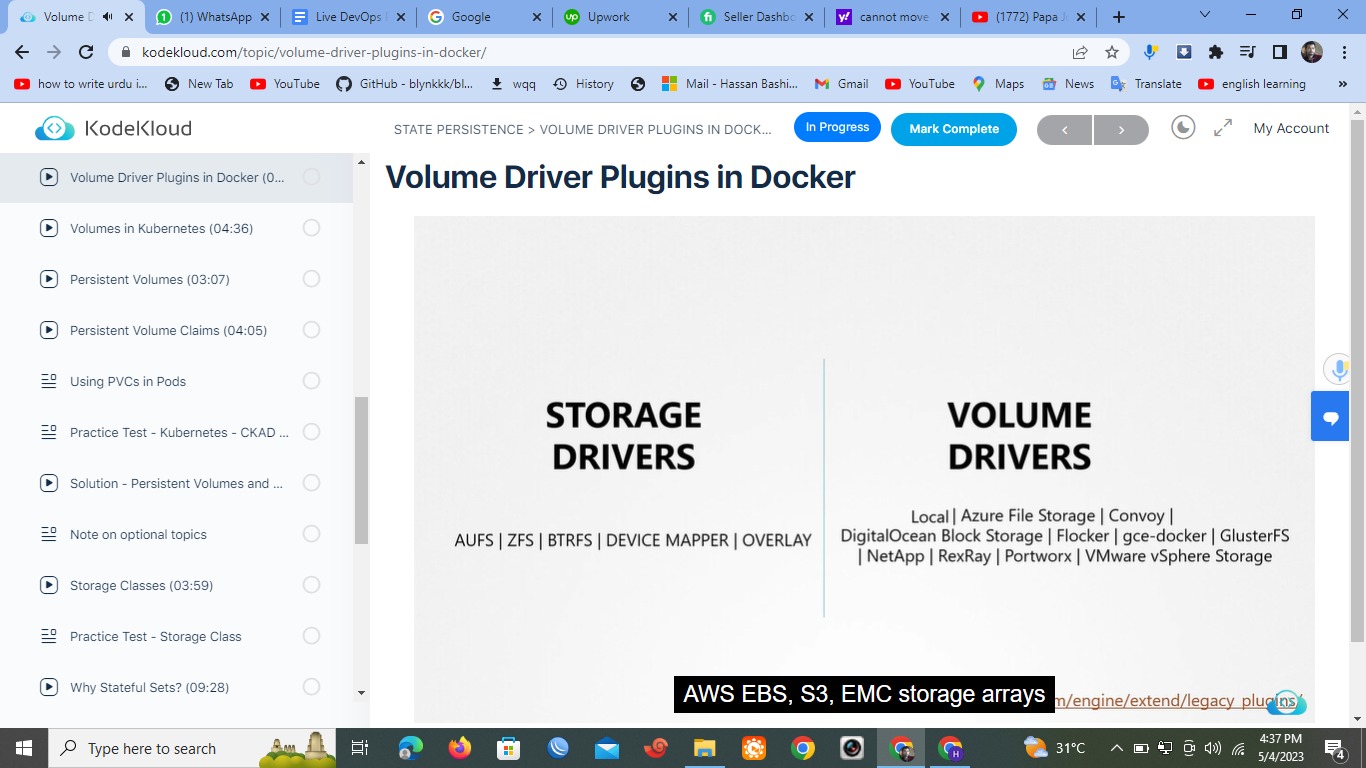 Volume D
(1) WhatsApp
Live DevOps
Google
Upwork
Seller Dashbo
cannot move
(1772) Papa J
kodekloud.com/topic/volume-driver-plugins-in-docker/
how to write urdu i...
New Tab
YouTube
GitHub - blynkkk/bl...
wqq
History
Mail - Hassan Bashi...
Gmail
YouTube
Maps
News
Translate
english learning
»
KodeKloud
STATE PERSISTENCE > VOLUME DRIVER PLUGINS IN DOCK...
In Progress
Mark Complete
<
>
My Account
Volume Driver Plugins in Docker (0...
Volumes in Kubernetes (04:36)
Persistent Volumes (03:07)
Persistent Volume Claims (04:05)
Using PVCs in Pods
Practice Test - Kubernetes - CKAD ...
Solution - Persistent Volumes and ...
Note on optional topics
Storage Classes (03:59)
Practice Test - Storage Class
Why Stateful Sets? (09:28)
Volume Driver Plugins in Docker
STORAGE
DRIVERS
AUFS | ZFS | BTRFS | DEVICE MAPPER | OVERLAY
VOLUME
DRIVERS
Local | Azure File Storage | Convoy |
DigitalOcean Block Storage | Flocker | gce-docker | GlusterFS
| NetApp | RexRay | Portworx | VMware vSphere Storage
AWS EBS, S3, EMC storage arrays
m/engine/extend/legacy_plugins/
Type here to search
H
31°C
4:37 PM
5/4/2023
4